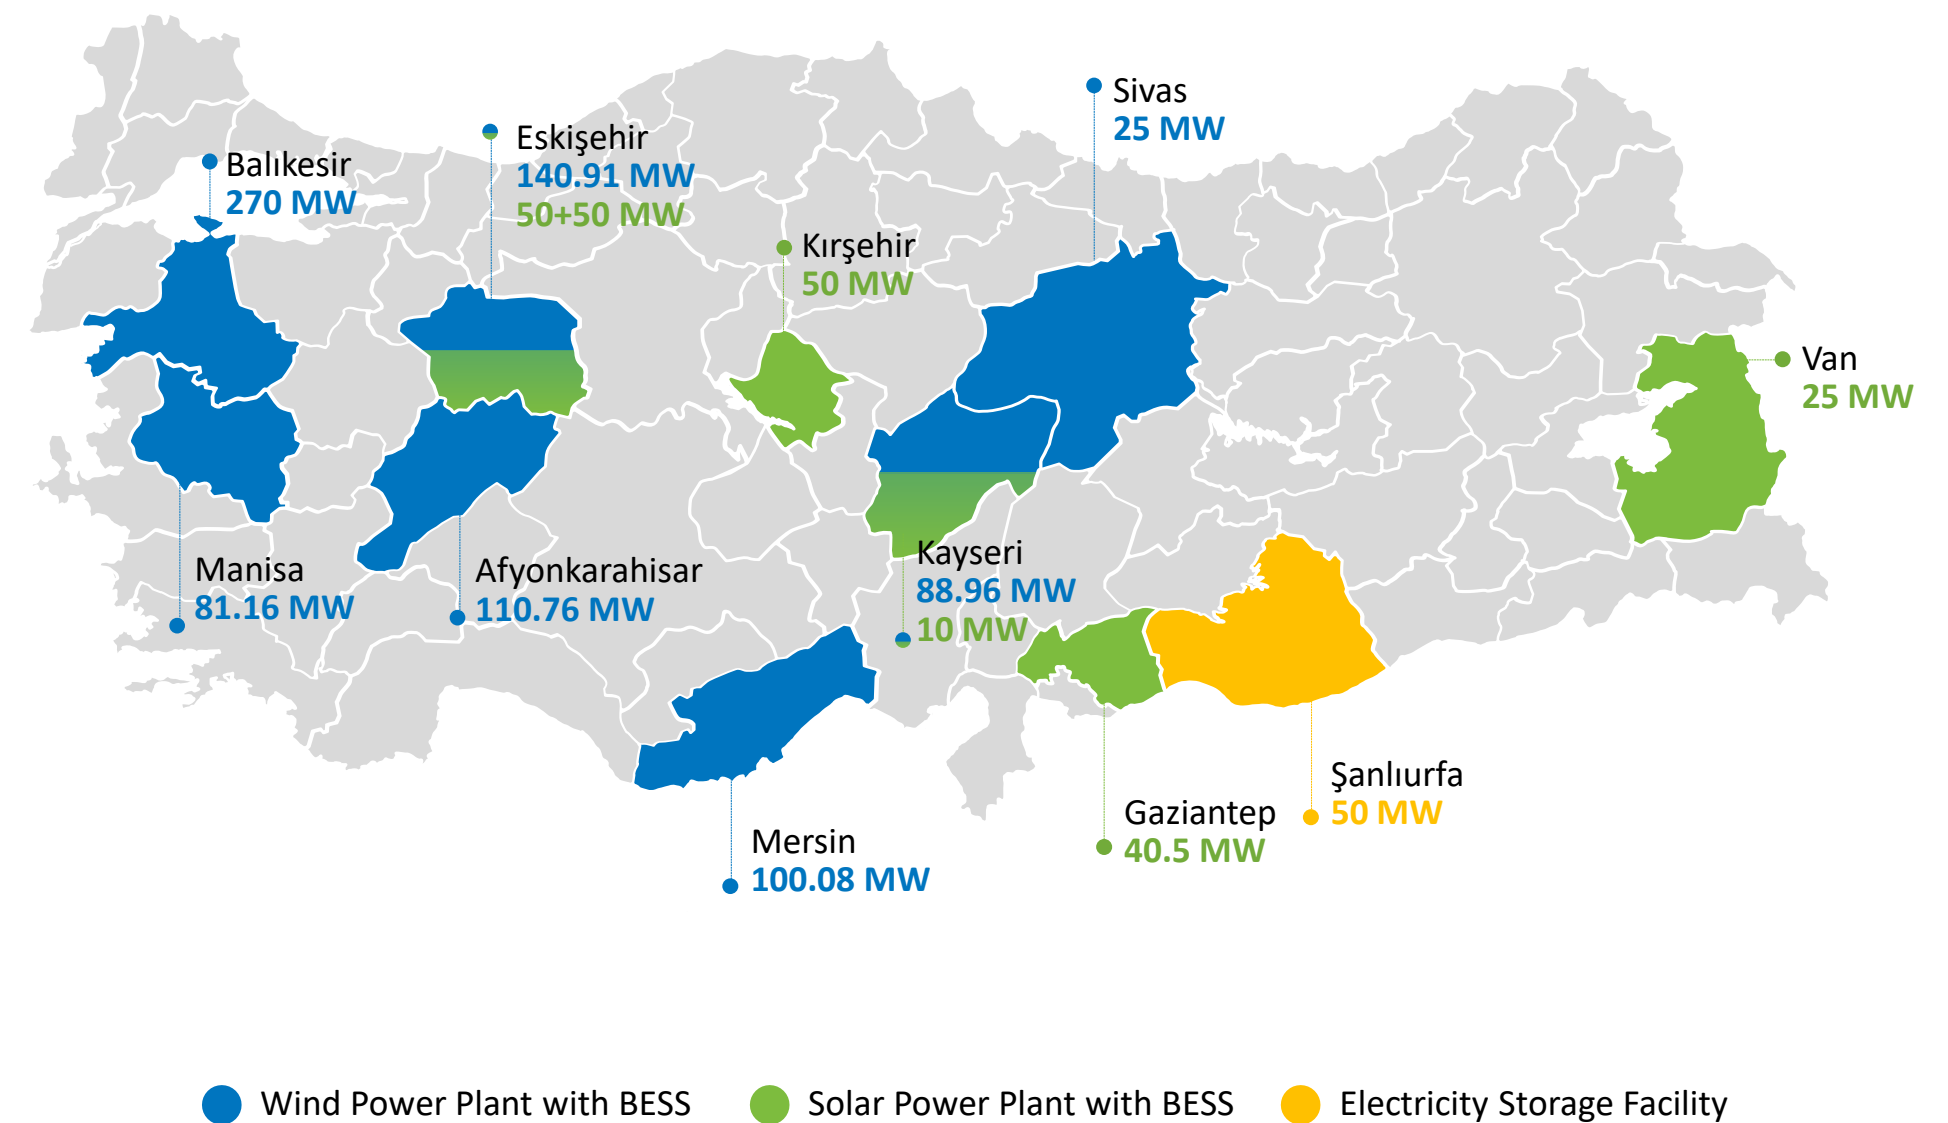 Sivas
25 MW
Eskişehir
140.91 MW
50+50 MW
Balıkesir
270 MW
Kırşehir
50 MW
Van
25 MW
Manisa
81.16 MW
Afyonkarahisar
110.76 MW
Kayseri
88.96 MW
10 MW
Şanlıurfa
50 MW
Gaziantep
40.5 MW
Mersin
100.08 MW
Wind Power Plant with BESS
Solar Power Plant with BESS
Electricity Storage Facility